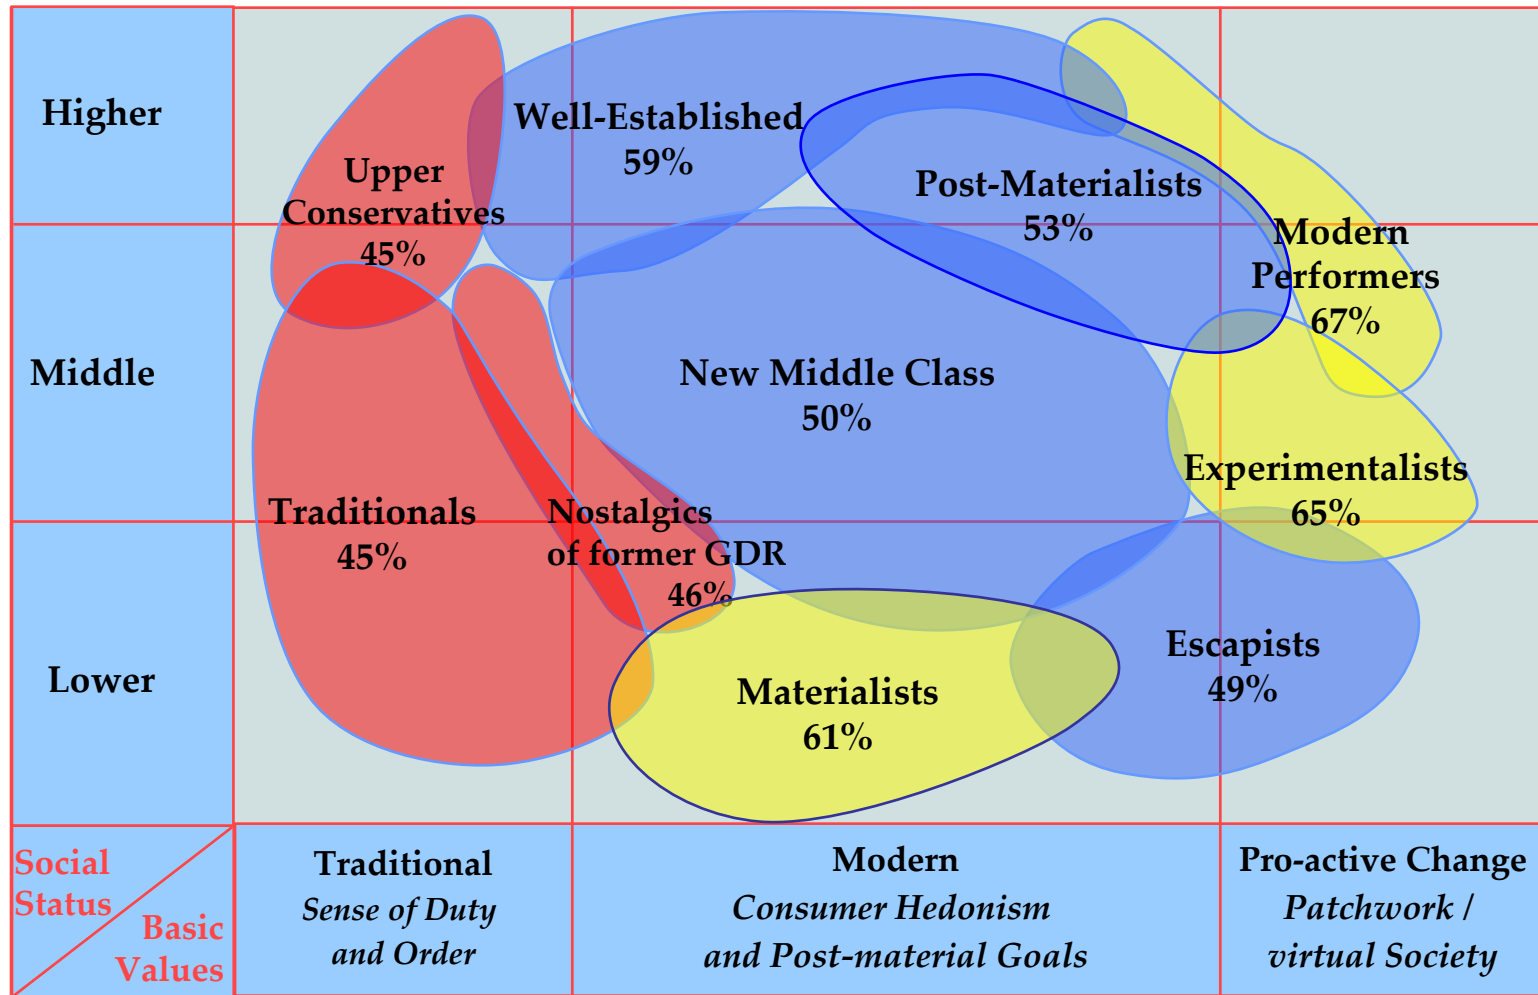 Higher
Well-Established
59%
Upper
Conservatives
45%
Post-Materialists
53%
Modern
Performers
67%
Middle
New Middle Class
50%
Experimentalists
65%
Traditionals
45%
Nostalgics
of former GDR
46%
Lower
Materialists
61%
Escapists
49%
Social
Status
Basic
Values
Traditional
Sense of Duty
and Order
Modern
Consumer Hedonism
and Post-material Goals
Pro-active Change
Patchwork /
virtual Society